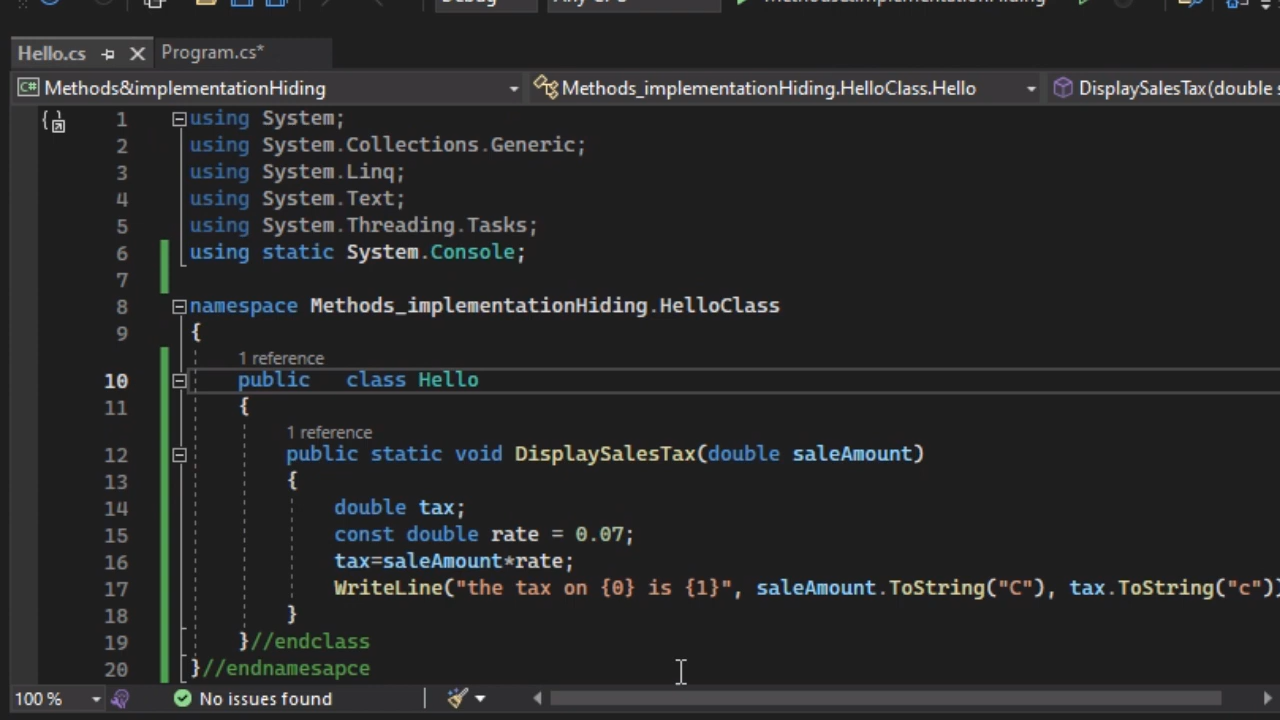 Hello.cs Program.cs*
C# Methods&implementationHiding Methods_implementationHiding.HelloClass.Hello DisplaySalesTax(double
1 using System;
2 using System.Collections.Generic;
3 using System.Linq;
4 using System.Text;
5 using System.Threading.Tasks;
6 using static System.Console;
7
8 namespace Methods_implementationHiding.HelloClass
9 {
1 reference
10 public class Hello
11 {
1 reference
12 public static void DisplaySalesTax(double saleAmount)
13 {
14 double tax;
15 const double rate = 0.07;
16 tax=saleAmount*rate;
17 WriteLine("the tax on {0} is {1}", saleAmount.ToString("C"), tax.ToString("c"))
18 }
19 }//endclass
20 }//endnamesapce
100 % No issues found